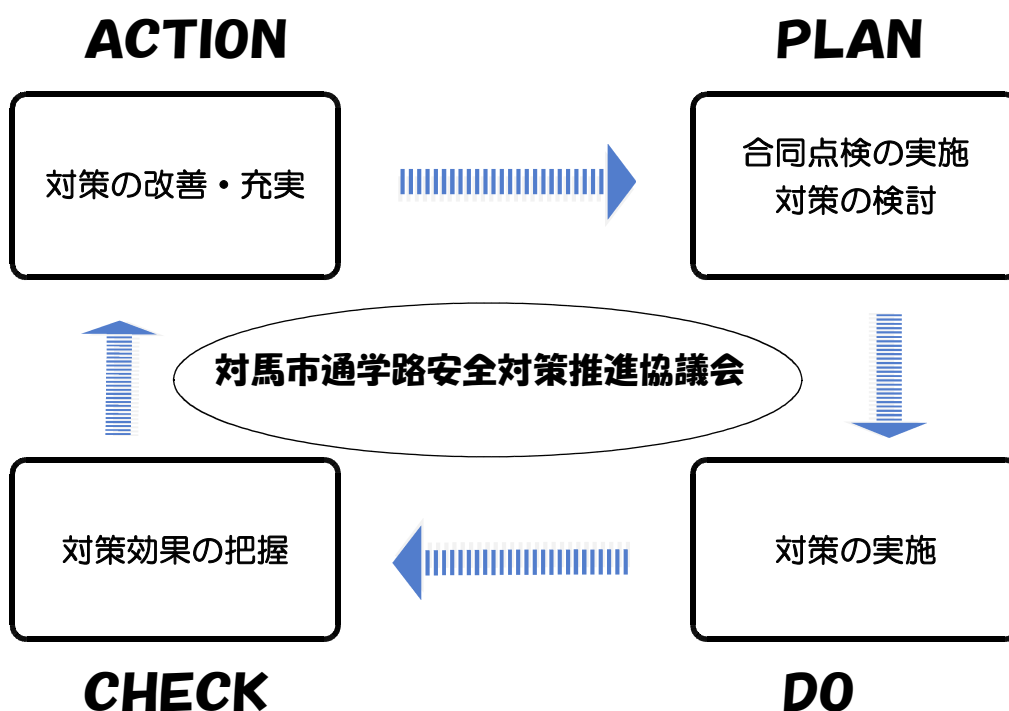 ACTION
PLAN
対策の改善・充実
合同点検の実施
対策の検討
対馬市通学路安全対策推進協議会
対策効果の把握
対策の実施
CHECK
DO